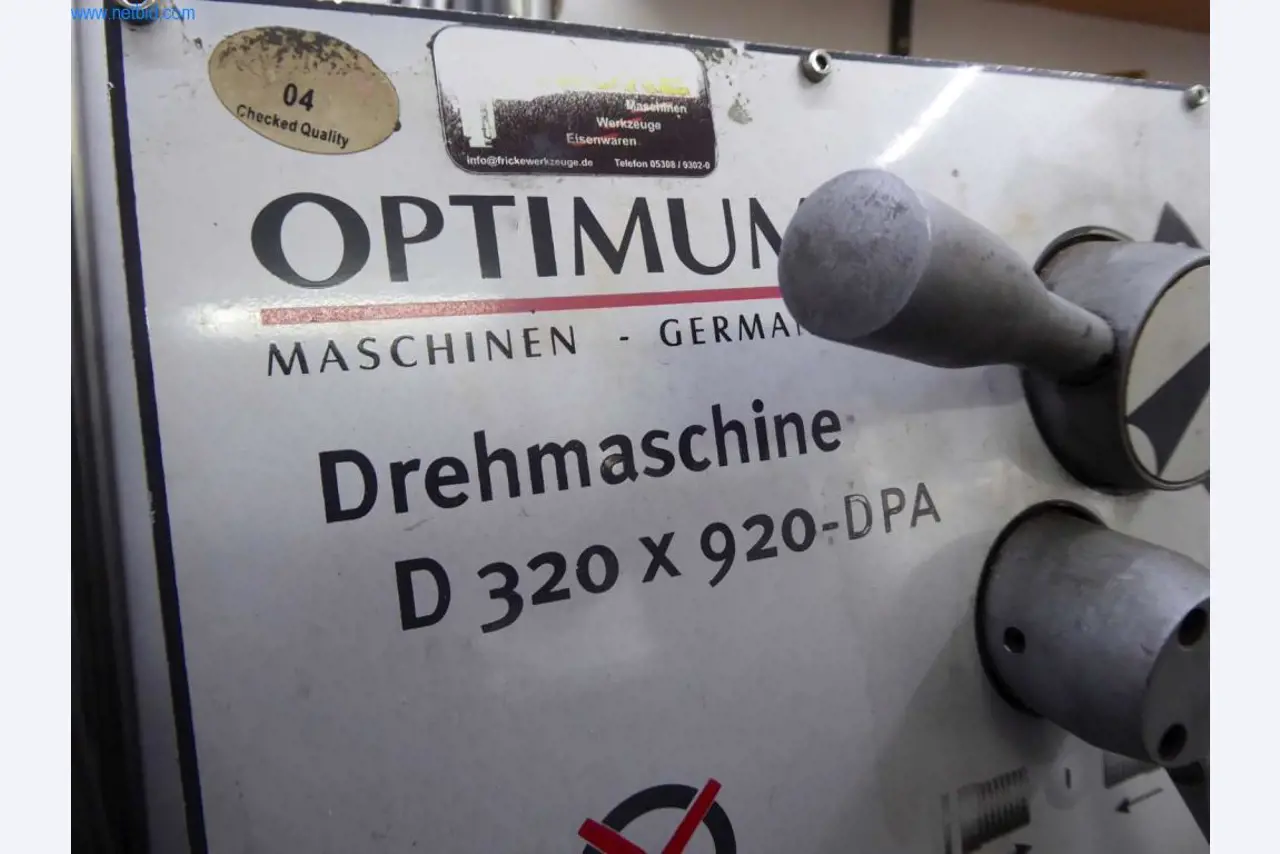 www.netbid.com
04
Checked Quality
Maschinen
Werkzeuge
Eisenwaren
info@frickewerkzeuge.de Telefon 05308 / 9302-0
OPTIMUM
MASCHINEN - GERMA
Drehmaschine
D 320 x 920-DPA